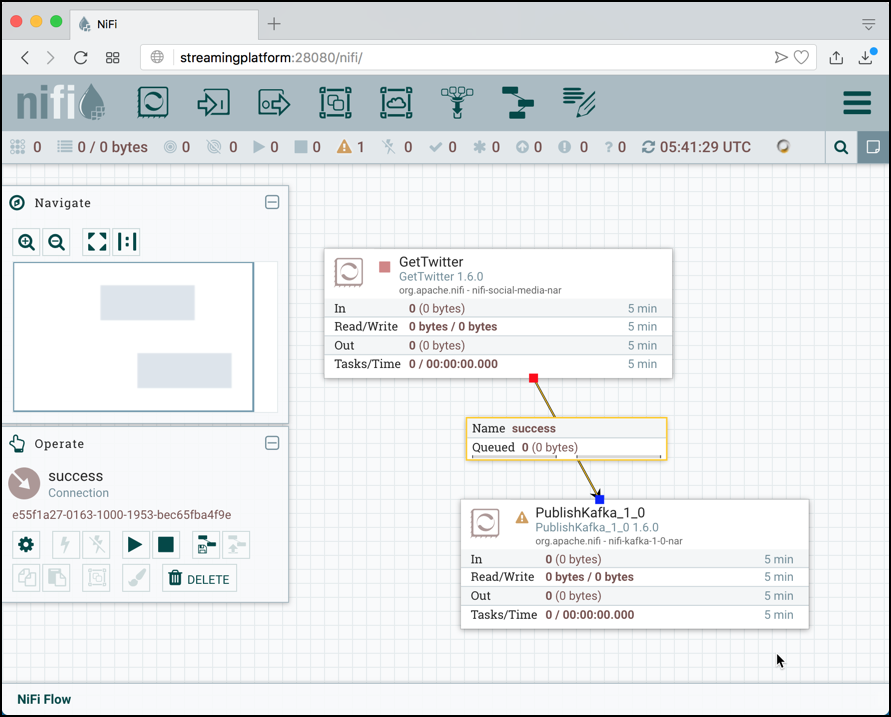 NiFi
streamingplatform:28080/nifi/
nifi
0 0 / 0 bytes 0 0 0 0 1 0 0 0 0 0 ? 0 05:41:29 UTC
Navigate
GetTwitter
GetTwitter 1.6.0
org.apache.nifi - nifi-social-media-nar
In 0 (0 bytes) 5 min
Read/Write 0 bytes / 0 bytes 5 min
Out 0 (0 bytes) 5 min
Tasks/Time 0 / 00:00:00.000 5 min
Name success
Queued 0 (0 bytes)
Operate
success
Connection
e55f1a27-0163-1000-1953-bec65fba4f9e
DELETE
PublishKafka_1_0
PublishKafka_1_0 1.6.0
org.apache.nifi - nifi-kafka-1-0-nar
In 0 (0 bytes) 5 min
Read/Write 0 bytes / 0 bytes 5 min
Out 0 (0 bytes) 5 min
Tasks/Time 0 / 00:00:00.000 5 min
NiFi Flow